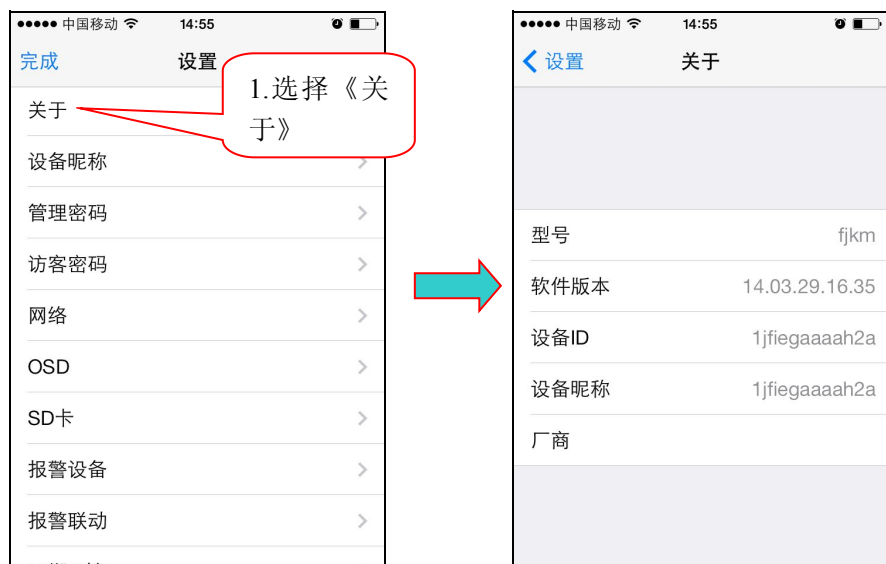 中国移动 14:55
完成 设置
1.选择《关
于》
关于
设备昵称
管理密码
访客密码
网络
OSD
SD卡
报警设备
报警联动
中国移动 14:55
设置 关于
型号 fjkm
软件版本 14.03.29.16.35
设备ID 1jfiegaaaah2a
设备昵称 1jfiegaaaah2a
厂商